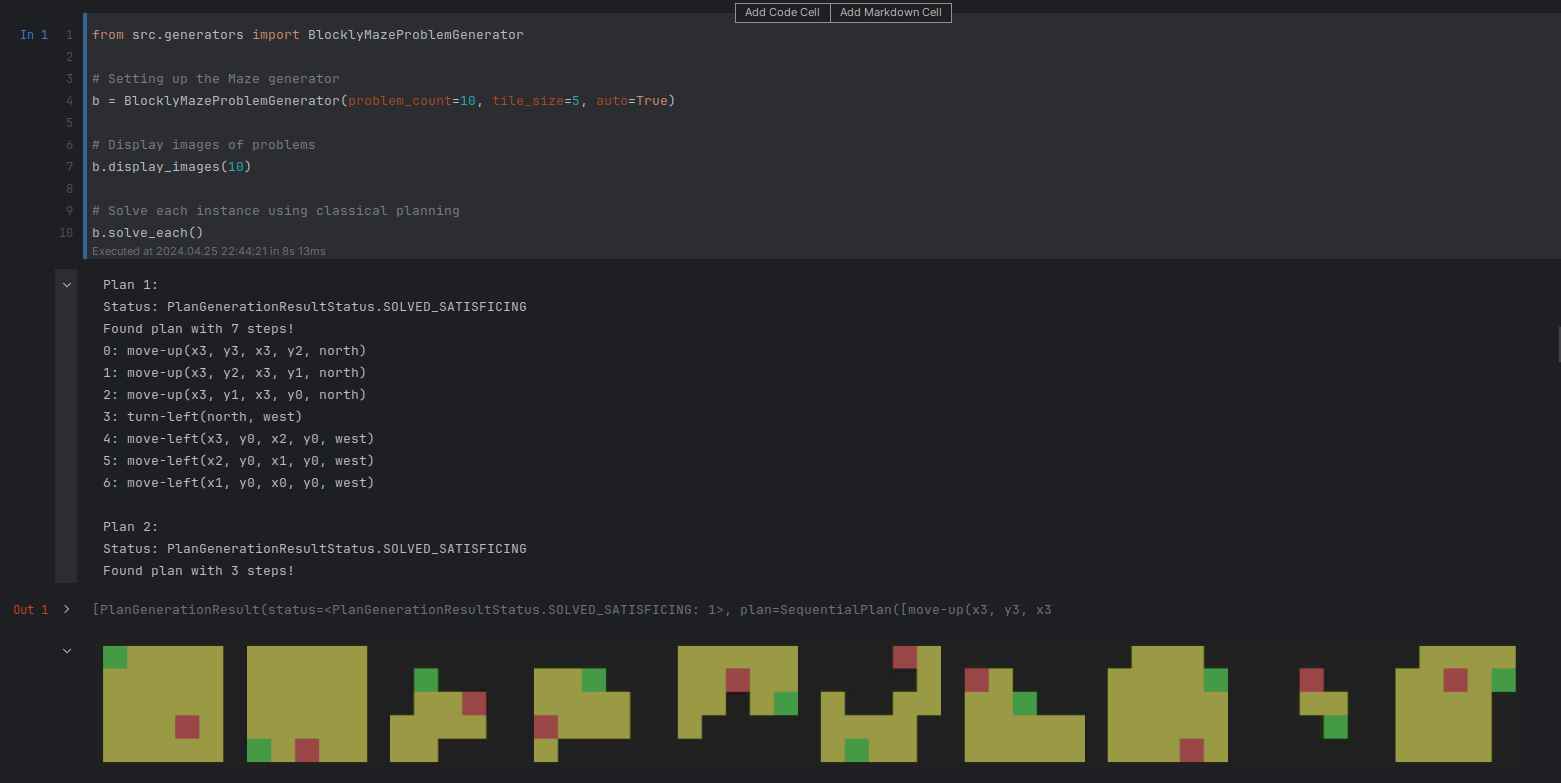 Add Code Cell Add Markdown Cell
In 1
1 from src.generators import BlocklyMazeProblemGenerator
2
3 # Setting up the Maze generator
4 b = BlocklyMazeProblemGenerator(problem_count=10, tile_size=5, auto=True)
5
6 # Display images of problems
7 b.display_images(10)
8
9 # Solve each instance using classical planning
10 b.solve_each()
Executed at 2024.04.25 22:44:21 in 8s 13ms
Plan 1:
Status: PlanGenerationResultStatus.SOLVED_SATISFICING
Found plan with 7 steps!
0: move-up(x3, y3, x3, y2, north)
1: move-up(x3, y2, x3, y1, north)
2: move-up(x3, y1, x3, y0, north)
3: turn-left(north, west)
4: move-left(x3, y0, x2, y0, west)
5: move-left(x2, y0, x1, y0, west)
6: move-left(x1, y0, x0, y0, west)
Plan 2:
Status: PlanGenerationResultStatus.SOLVED_SATISFICING
Found plan with 3 steps!
Out 1 [PlanGenerationResult(status=<PlanGenerationResultStatus.SOLVED_SATISFICING: 1>, plan=SequentialPlan([move-up(x3, y3, x3